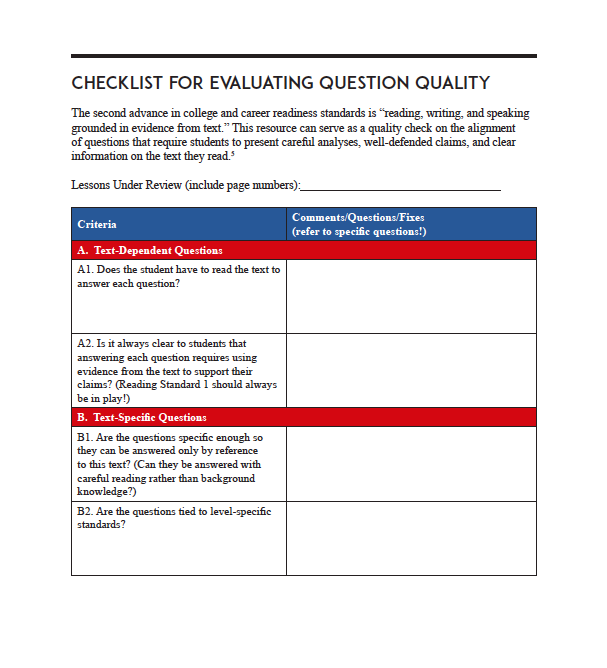 CHECKLIST FOR EVALUATING QUESTION QUALITY
The second advance in college and career readiness standards is “reading, writing, and speaking
grounded in evidence from text.” This resource can serve as a quality check on the alignment
of questions that require students to present careful analyses, well-defended claims, and clear
information on the text they read.⁵
Lessons Under Review (include page numbers):
Criteria
Comments/Questions/Fixes
(refer to specific questions!)
A. Text-Dependent Questions
A1. Does the student have to read the text to
answer each question?
A2. Is it always clear to students that
answering each question requires using
evidence from the text to support their
claims? (Reading Standard 1 should always
be in play!)
B. Text-Specific Questions
B1. Are the questions specific enough so
they can be answered only by reference
to this text? (Can they be answered with
careful reading rather than background
knowledge?)
B2. Are the questions tied to level-specific
standards?